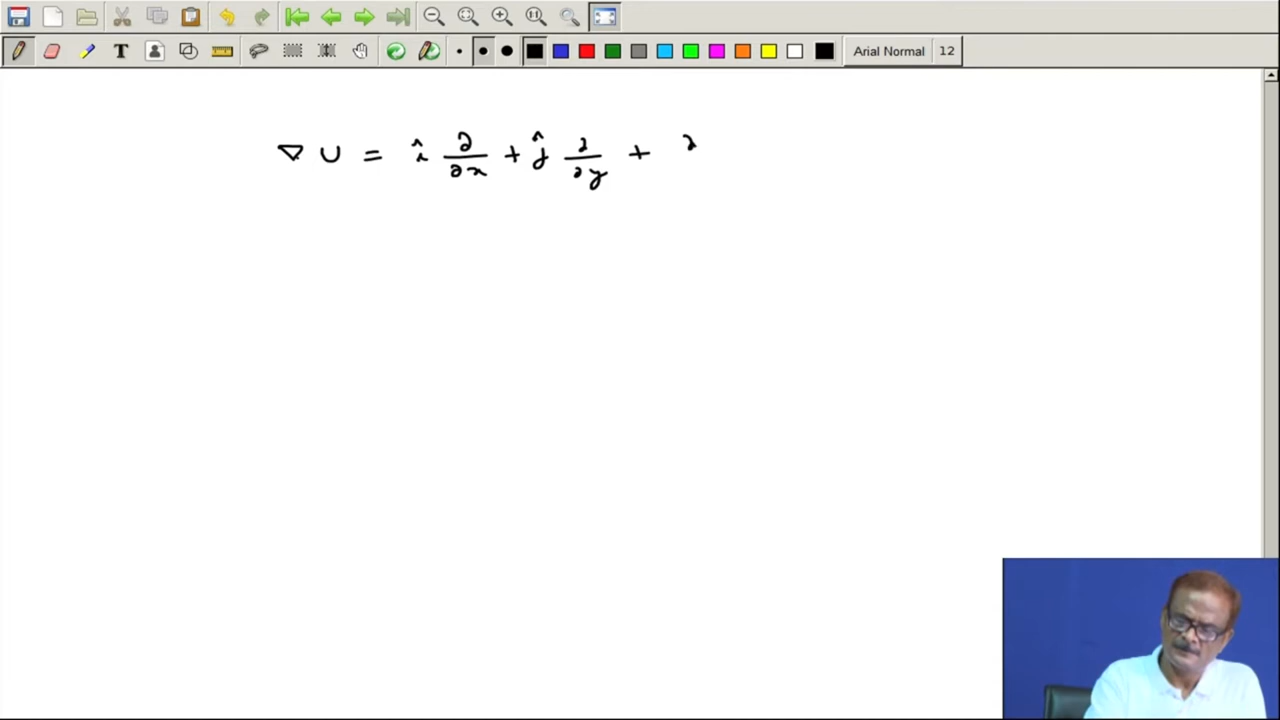 Arial Normal 12
∇ U = î ∂/∂x + ĵ ∂/∂y + ∂